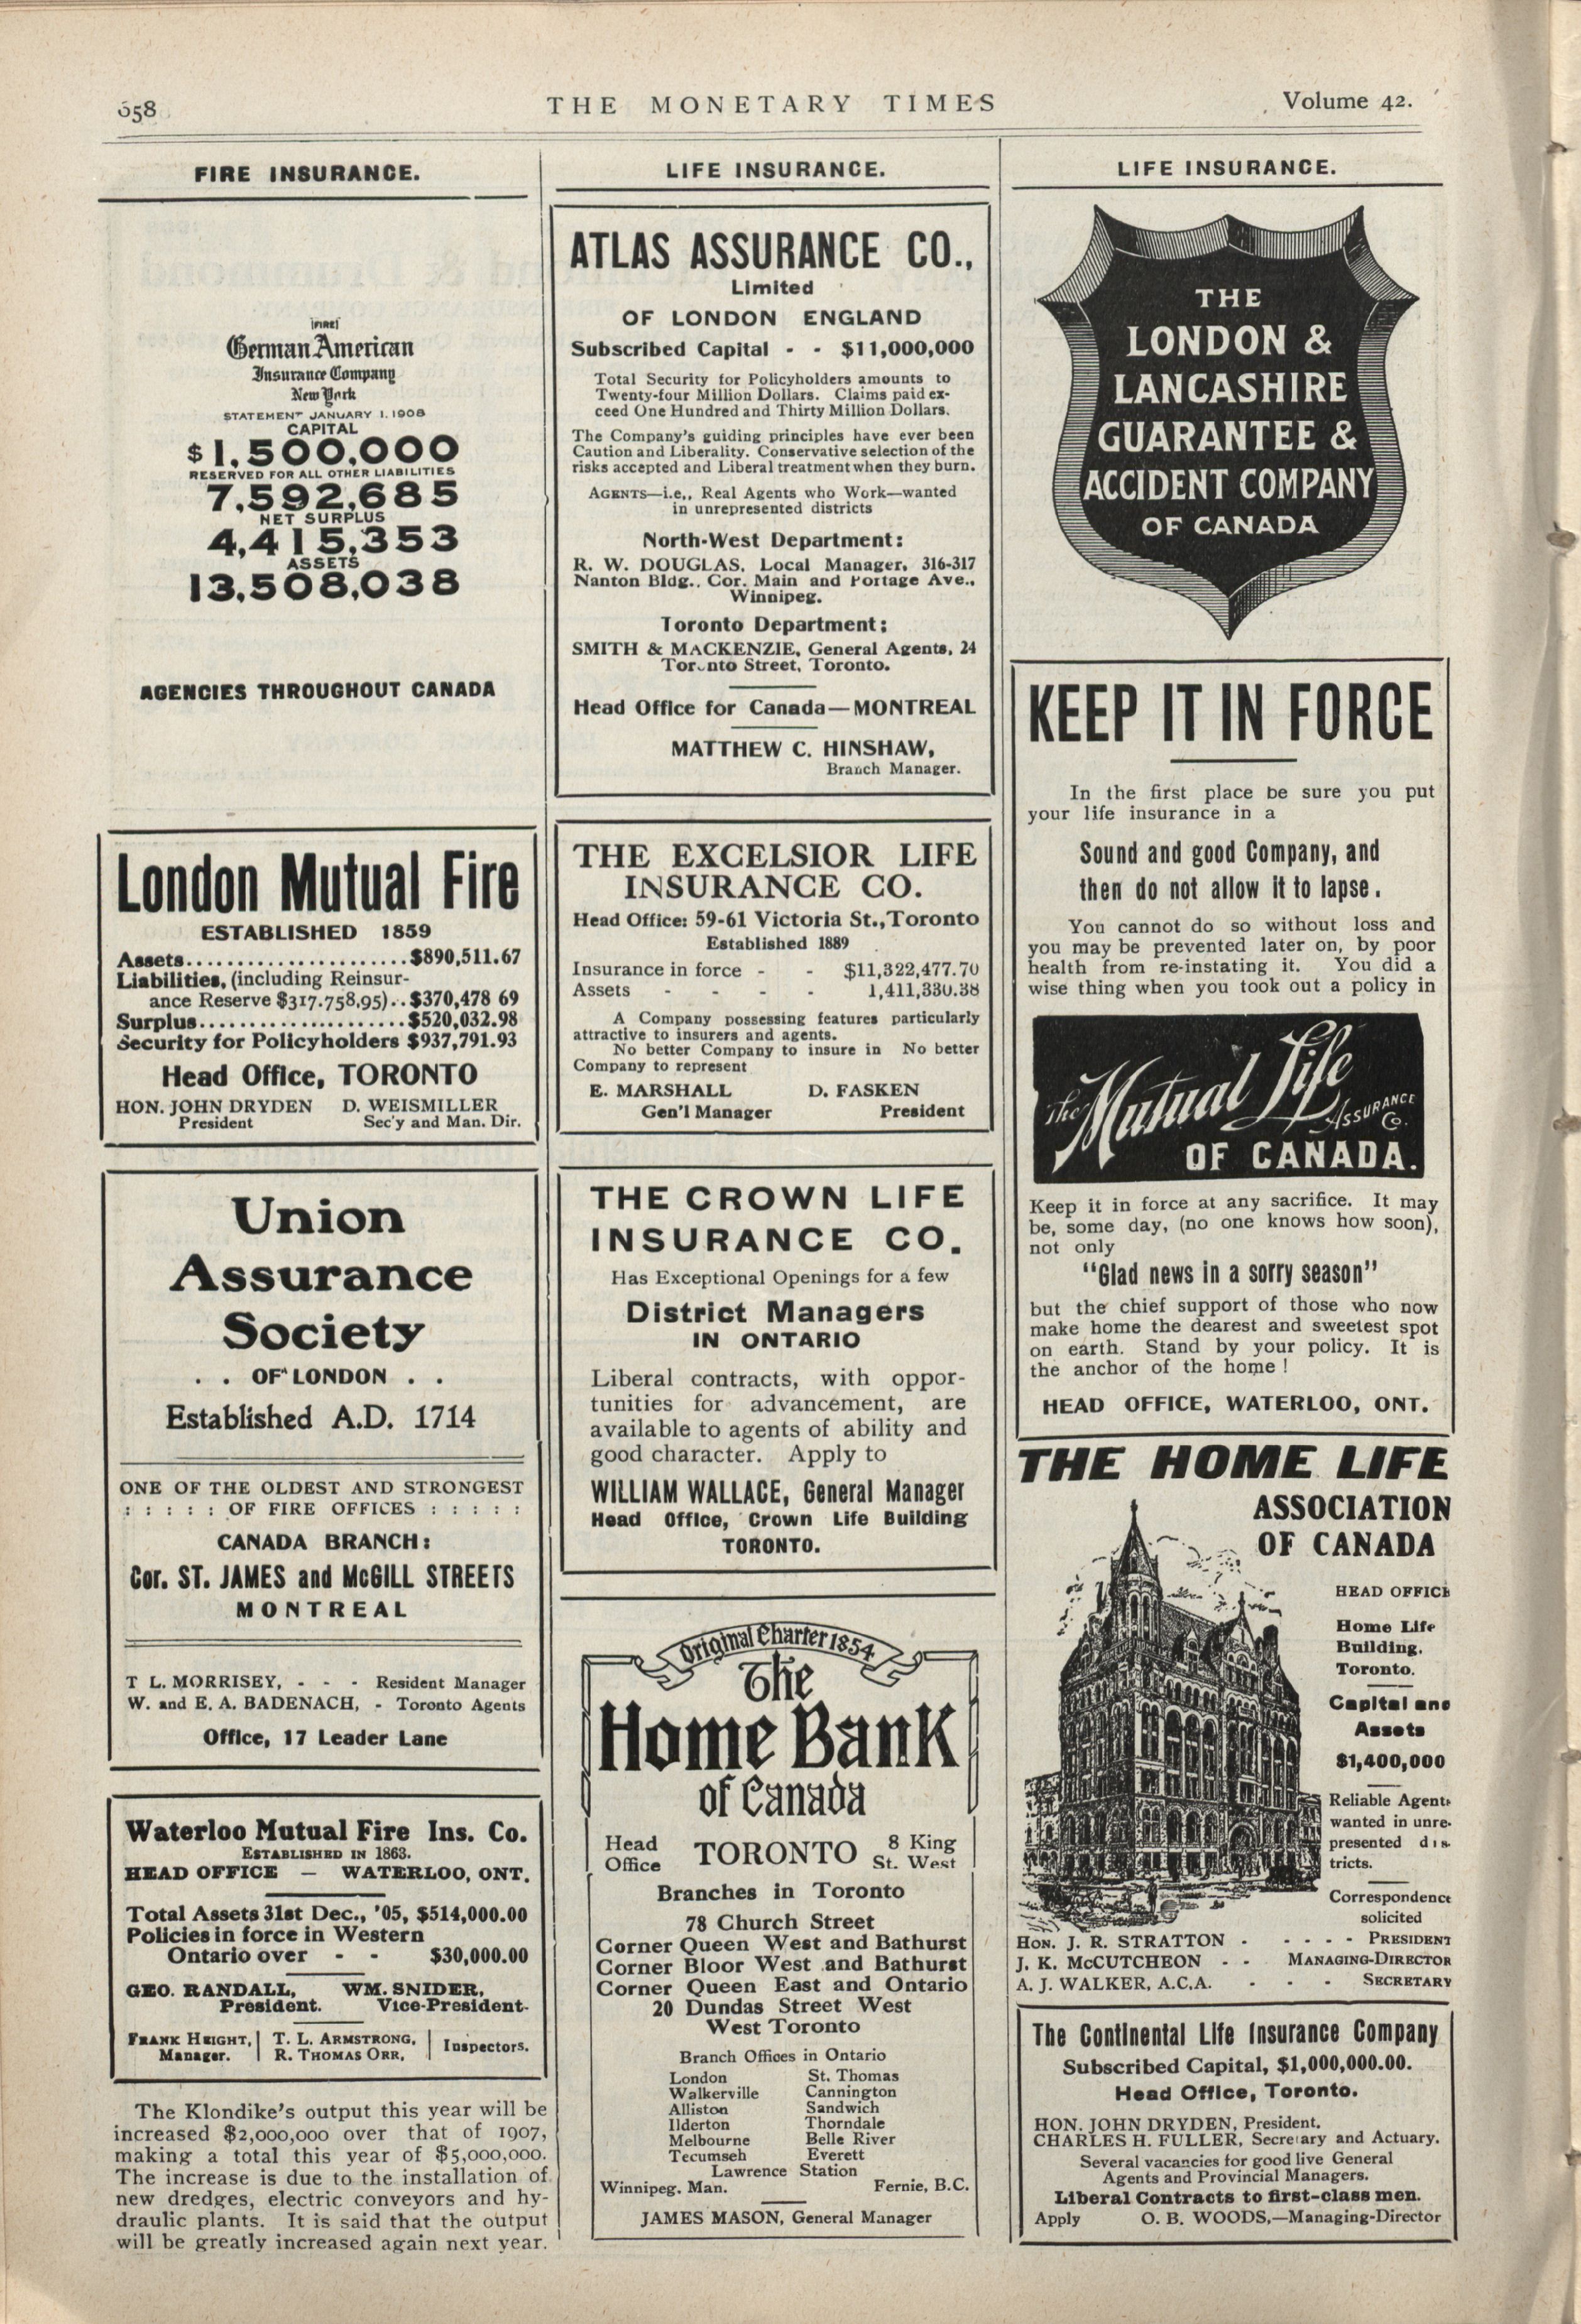 658
THE MONETARY TIMES
Volume 42.
FIRE INSURANCE.
[FIRE]
German American
Insurance Company
New York
STATEMENT JANUARY 1, 1908
CAPITAL
$1,500,000
RESERVED FOR ALL OTHER LIABILITIES
7,592,685
NET SURPLUS
4,415,353
ASSETS
13,508,038
AGENCIES THROUGHOUT CANADA
London Mutual Fire
ESTABLISHED 1859
Assets......................$890,511.67
Liabilities, (including Reinsur-
ance Reserve $317.758,95)..$370,478 69
Surplus.....................$520,032.98
Security for Policyholders $937,791.93
Head Office, TORONTO
HON. JOHN DRYDEN D. WEISMILLER
President Sec'y and Man. Dir.
Union
Assurance
Society
. . OF LONDON . .
Established A.D. 1714
ONE OF THE OLDEST AND STRONGEST
: : : : : OF FIRE OFFICES : : : : :
CANADA BRANCH:
Cor. ST. JAMES and McGILL STREETS
MONTREAL
T L. MORRISEY, - - - Resident Manager
W. and E. A. BADENACH, - Toronto Agents
Office, 17 Leader Lane
Waterloo Mutual Fire Ins. Co.
ESTABLISHED IN 1863.
HEAD OFFICE — WATERLOO, ONT.
Total Assets 31st Dec., '05, $514,000.00
Policies in force in Western
Ontario over - - $30,000.00
GEO. RANDALL, WM. SNIDER,
President. Vice-President.
FRANK HEIGHT, T. L. ARMSTRONG, Inspectors.
Manager. R. THOMAS ORR,
The Klondike's output this year will be
increased $2,000,000 over that of 1907,
making a total this year of $5,000,000.
The increase is due to the installation of
new dredges, electric conveyors and hy-
draulic plants. It is said that the output
will be greatly increased again next year.
LIFE INSURANCE.
ATLAS ASSURANCE CO.,
Limited
OF LONDON ENGLAND
Subscribed Capital - - $11,000,000
Total Security for Policyholders amounts to
Twenty-four Million Dollars. Claims paid ex-
ceed One Hundred and Thirty Million Dollars.
The Company's guiding principles have ever been
Caution and Liberality. Conservative selection of the
risks accepted and Liberal treatment when they burn.
AGENTS—i.e., Real Agents who Work—wanted
in unrepresented districts
North-West Department:
R. W. DOUGLAS, Local Manager, 316-317
Nanton Bldg., Cor. Main and Portage Ave.,
Winnipeg.
Toronto Department;
SMITH & MACKENZIE, General Agents, 24
Toronto Street, Toronto.
Head Office for Canada—MONTREAL
MATTHEW C. HINSHAW,
Branch Manager.
THE EXCELSIOR LIFE
INSURANCE CO.
Head Office: 59-61 Victoria St., Toronto
Established 1889
Insurance in force - - $11,322,477.70
Assets - - - - 1,411,330.38
A Company possessing features particularly
attractive to insurers and agents.
No better Company to insure in No better
Company to represent
E. MARSHALL D. FASKEN
Gen'l Manager President
THE CROWN LIFE
INSURANCE CO.
Has Exceptional Openings for a few
District Managers
IN ONTARIO
Liberal contracts, with oppor-
tunities for advancement, are
available to agents of ability and
good character. Apply to
WILLIAM WALLACE, General Manager
Head Office, Crown Life Building
TORONTO.
Original Charter 1854
The
Home Bank
of Canada
Head Office TORONTO 8 King St. West
Branches in Toronto
78 Church Street
Corner Queen West and Bathurst
Corner Bloor West and Bathurst
Corner Queen East and Ontario
20 Dundas Street West
West Toronto
Branch Offices in Ontario
London St. Thomas
Walkerville Cannington
Alliston Sandwich
Ilderton Thorndale
Melbourne Belle River
Tecumseh Everett
Lawrence Station
Winnipeg. Man. Fernie, B.C.
JAMES MASON, General Manager
LIFE INSURANCE.
THE
LONDON &
LANCASHIRE
GUARANTEE &
ACCIDENT COMPANY
OF CANADA
KEEP IT IN FORCE
In the first place be sure you put
your life insurance in a
Sound and good Company, and
then do not allow it to lapse.
You cannot do so without loss and
you may be prevented later on, by poor
health from re-instating it. You did a
wise thing when you took out a policy in
The Mutual Life
ASSURANCE Co.
OF CANADA.
Keep it in force at any sacrifice. It may
be, some day, (no one knows how soon),
not only
"Glad news in a sorry season"
but the chief support of those who now
make home the dearest and sweetest spot
on earth. Stand by your policy. It is
the anchor of the home !
HEAD OFFICE, WATERLOO, ONT.
THE HOME LIFE
ASSOCIATION
OF CANADA
HEAD OFFICE
Home Life
Building,
Toronto.
Capital and
Assets
$1,400,000
Reliable Agents
wanted in unre-
presented dis-
tricts.
Correspondence
solicited
HON. J. R. STRATTON - - - - - PRESIDENT
J. K. McCUTCHEON - - MANAGING-DIRECTOR
A. J. WALKER, A.C.A. - - - SECRETARY
The Continental Life Insurance Company
Subscribed Capital, $1,000,000.00.
Head Office, Toronto.
HON. JOHN DRYDEN, President.
CHARLES H. FULLER, Secretary and Actuary.
Several vacancies for good live General
Agents and Provincial Managers.
Liberal Contracts to first-class men.
Apply O. B. WOODS,—Managing-Director